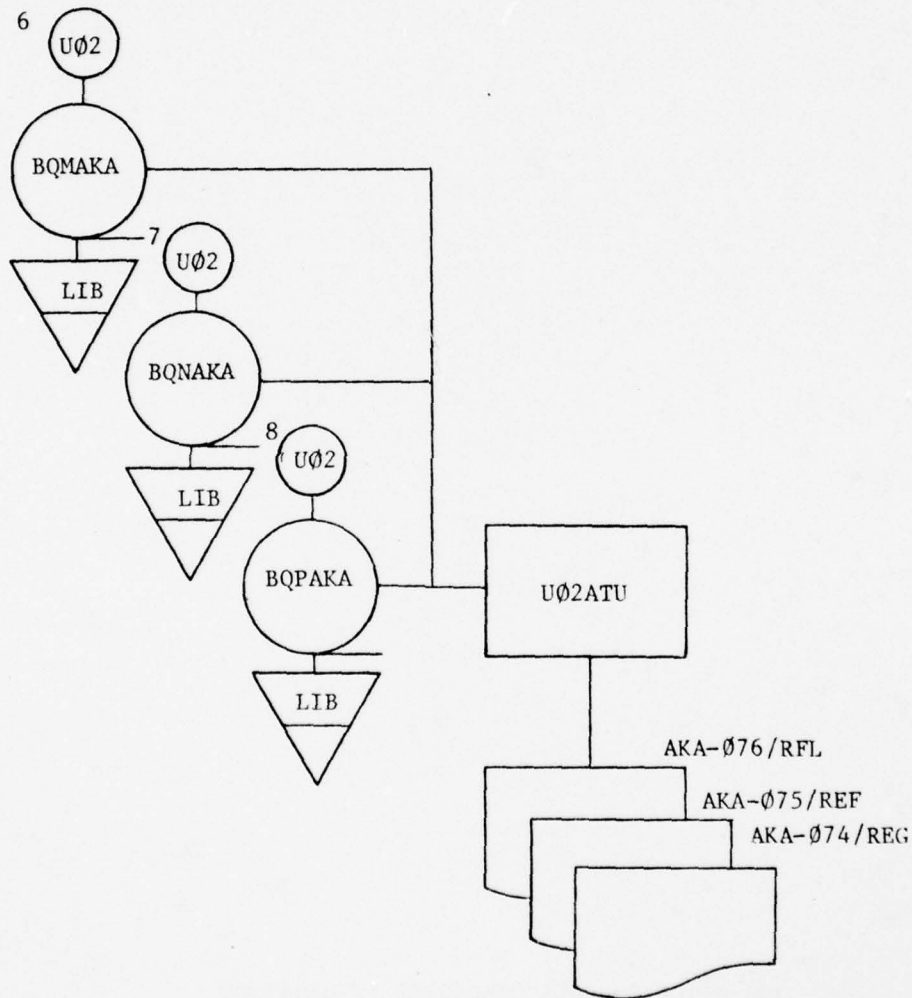 6
UØ2
BQMAKA
LIB
7
UØ2
BQNAKA
LIB
8
UØ2
BQPAKA
LIB
UØ2ATU
AKA-Ø76/RFL
AKA-Ø75/REF
AKA-Ø74/REG